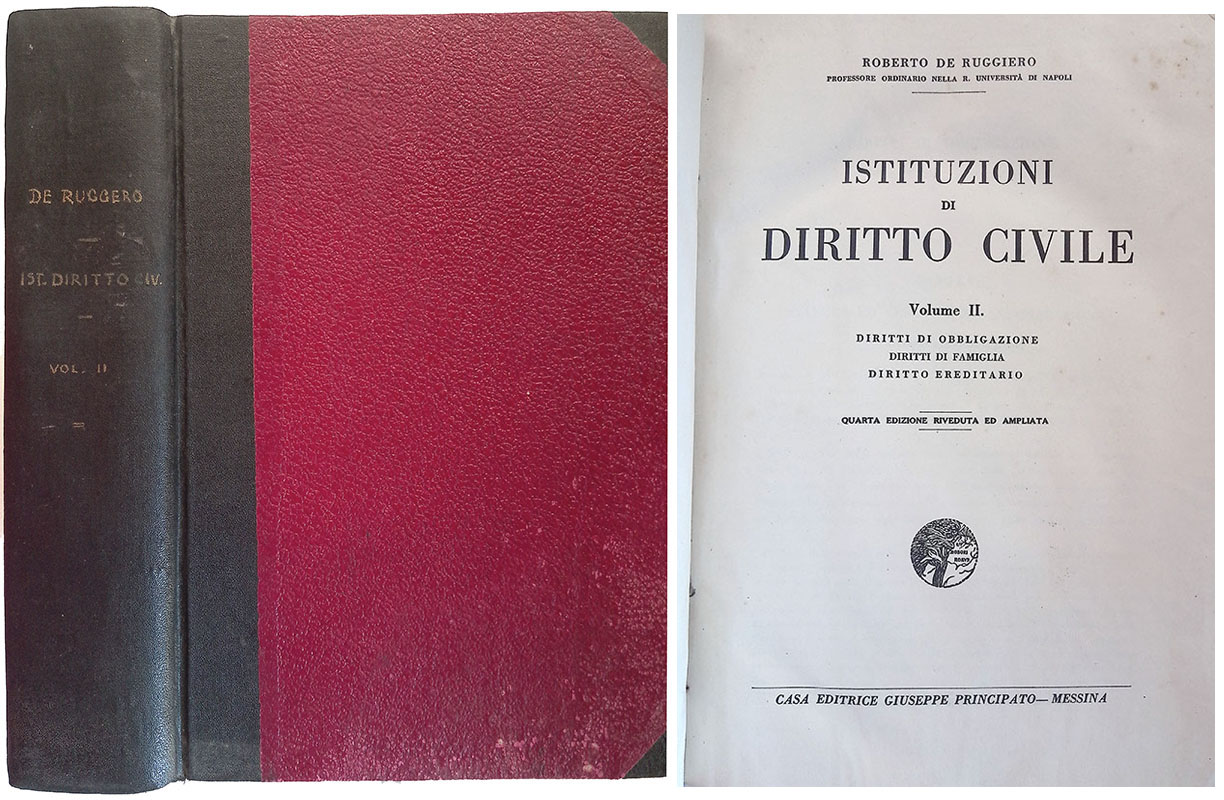 DE RUGGERO
IST. DIRITTO CIV.
VOL. II
ROBERTO DE RUGGIERO
PROFESSORE ORDINARIO NELLA R. UNIVERSITÀ DI NAPOLI
ISTITUZIONI
DI
DIRITTO CIVILE
Volume II.
DIRITTI DI OBBLIGAZIONE
DIRITTI DI FAMIGLIA
DIRITTO EREDITARIO
QUARTA EDIZIONE RIVEDUTA ED AMPLIATA
CASA EDITRICE GIUSEPPE PRINCIPATO—MESSINA